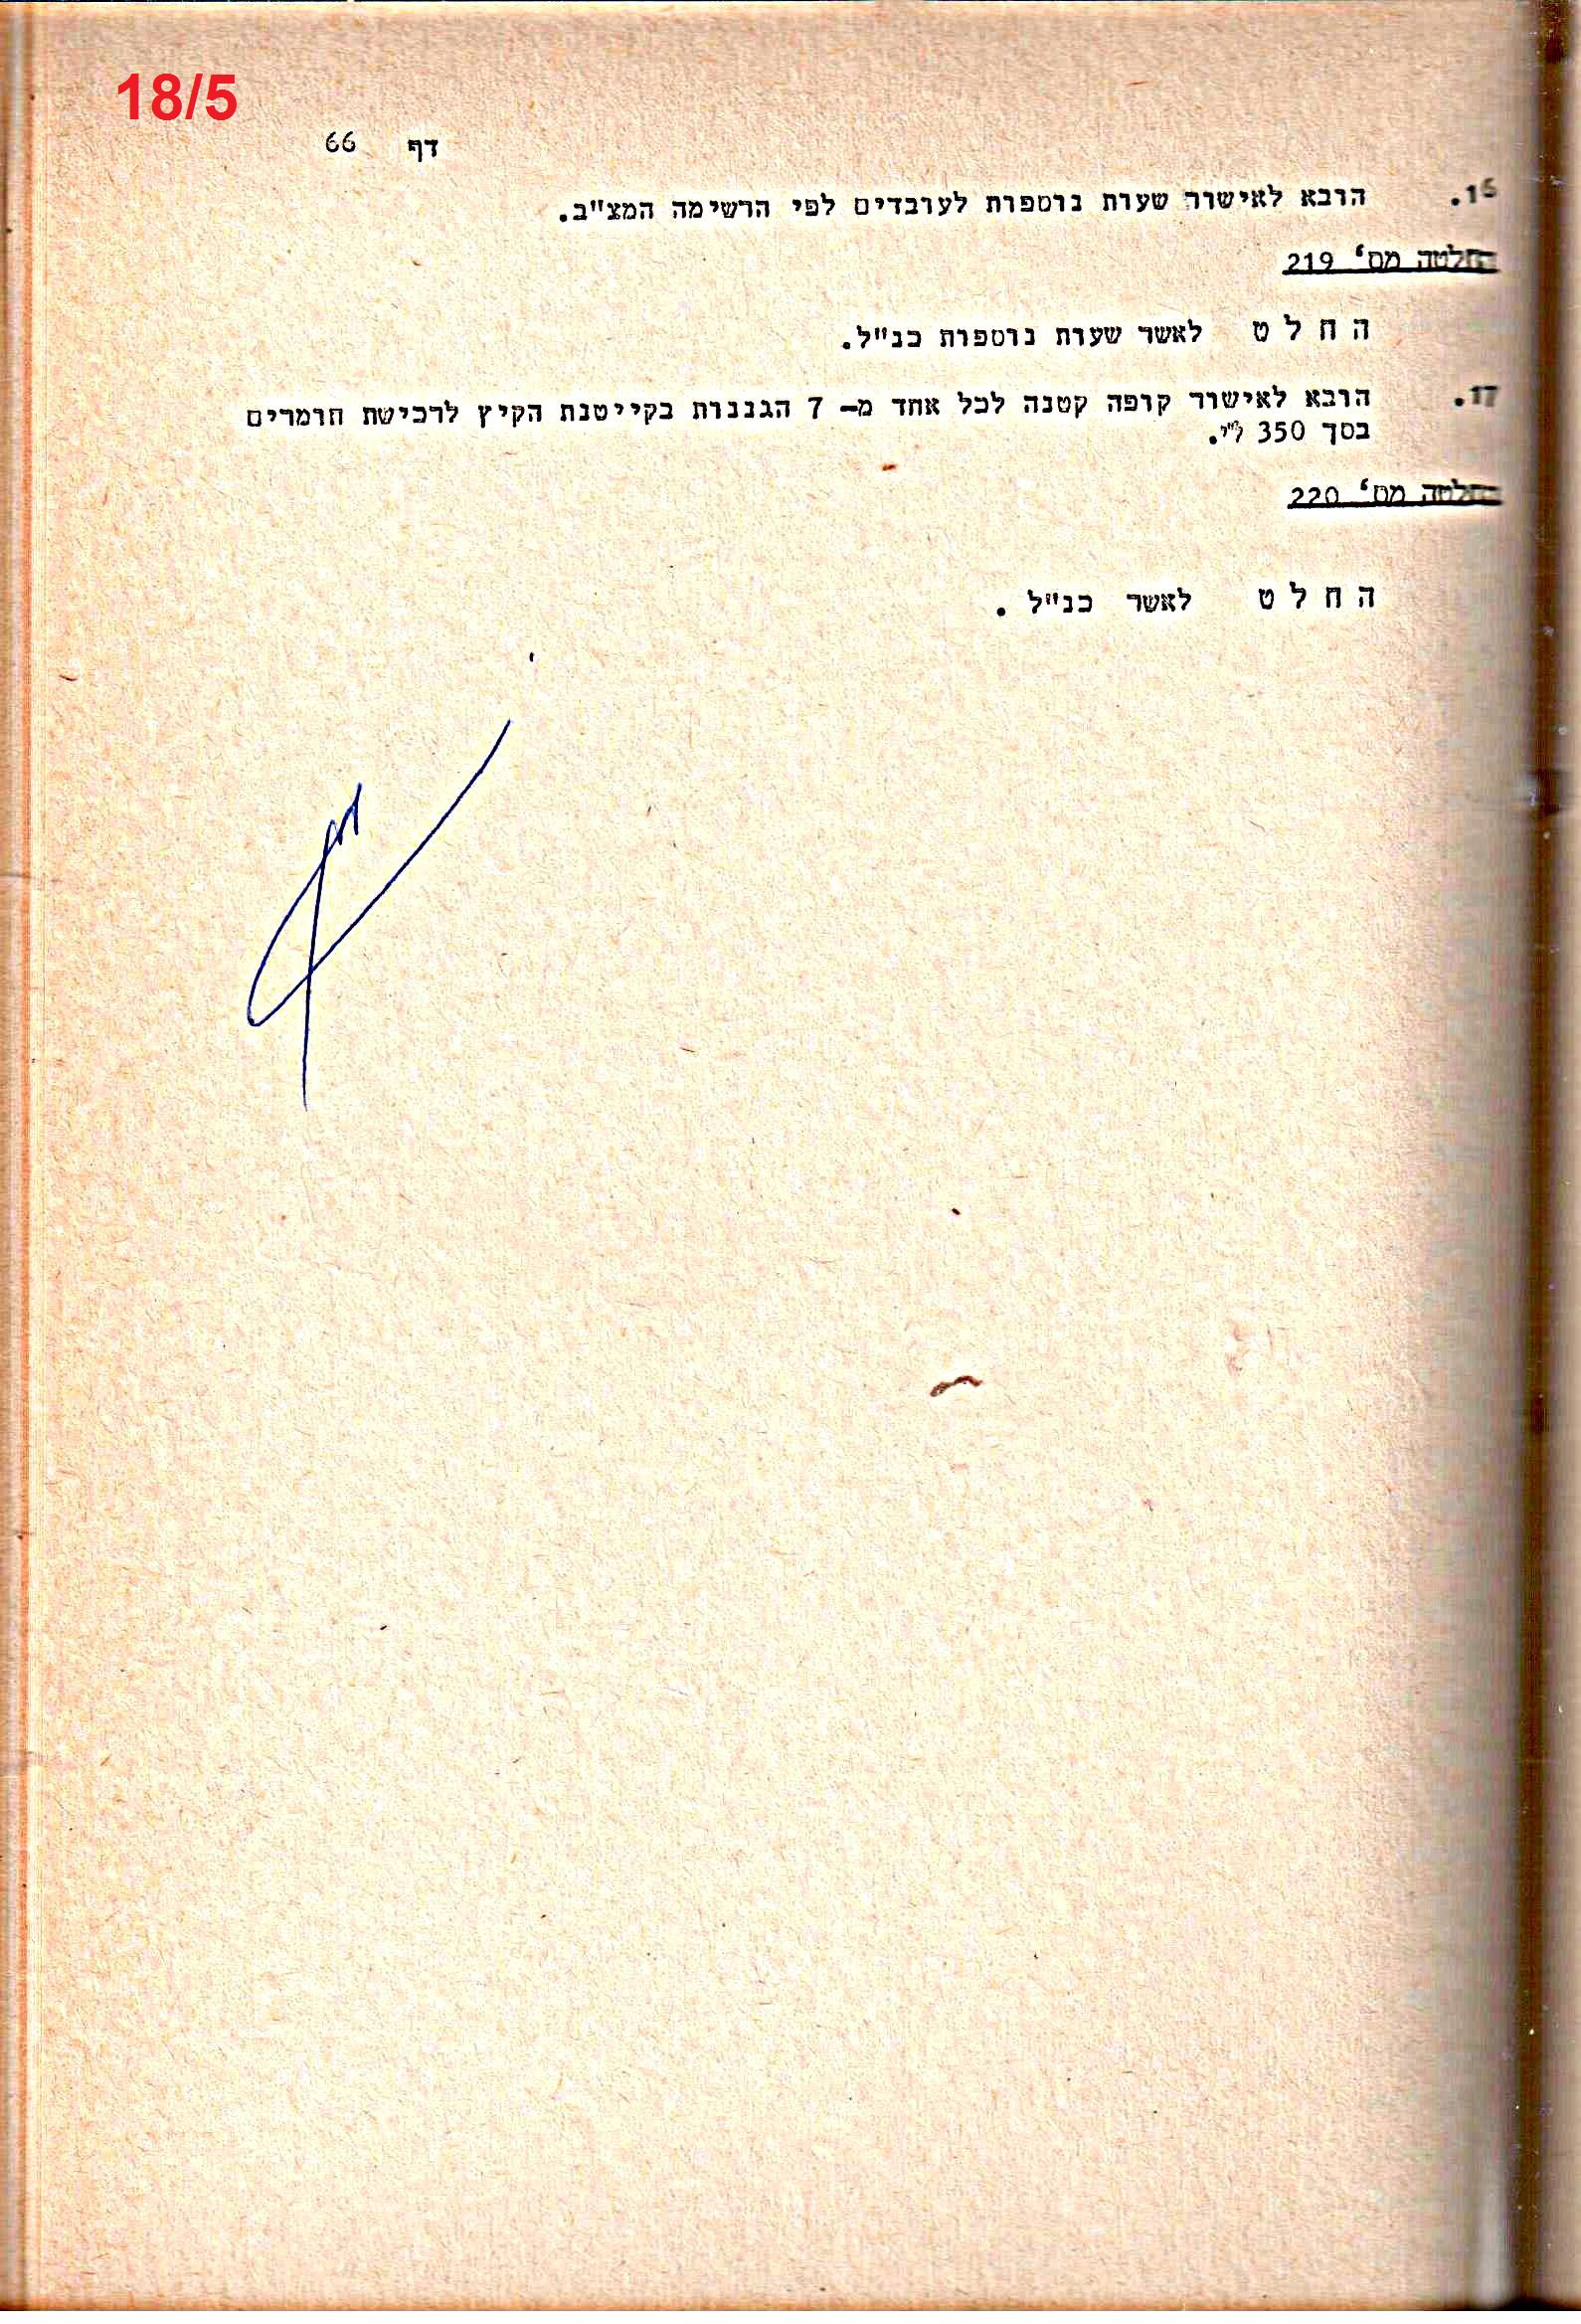 18/5
דף 66
16. הובא לאישור שעות נוספות לעובדים לפי הרשימה המצ"ב.
החלטה מס' 219
ה ח ל ט לאשר שעות נוספות כנ"ל.
17. הובא לאישור קופה קטנה לכל אחד מ- 7 הגננות בקייטנת הקיץ לרכישת חומרים
בסך 350 ל"י.
החלטה מס' 220
ה ח ל ט לאשר כנ"ל .